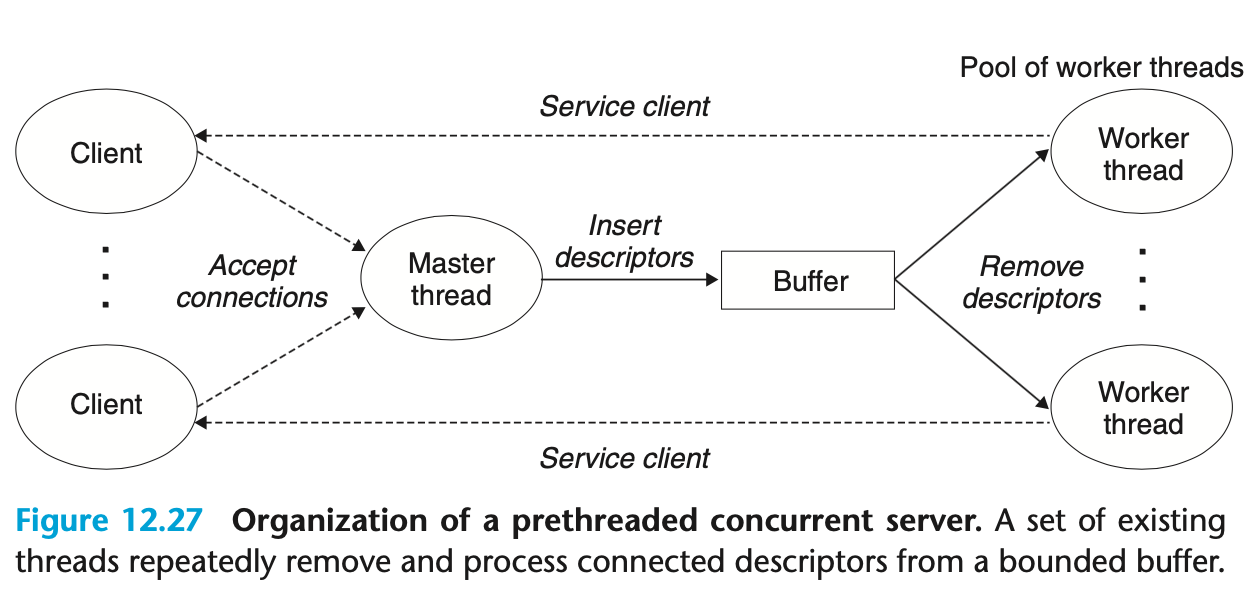 Pool of worker threads
Service client
Client
Worker
thread
Accept
connections
Master
thread
Insert
descriptors
Buffer
Remove
descriptors
Client
Worker
thread
Service client
Figure 12.27 Organization of a prethreaded concurrent server. A set of existing
threads repeatedly remove and process connected descriptors from a bounded buffer.